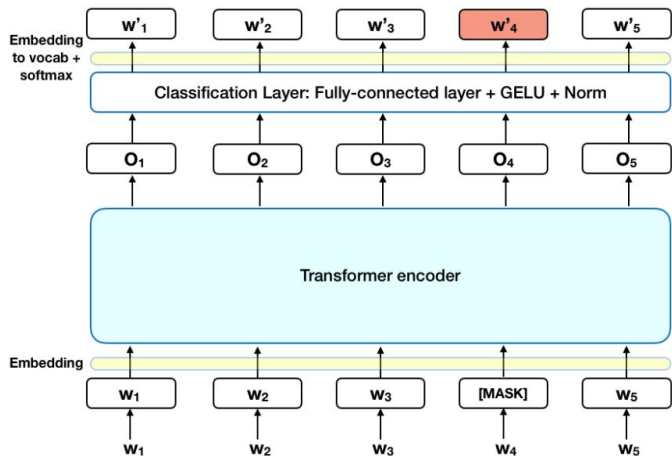 w'1 w'2 w'3 w'4 w'5
Embedding
to vocab +
softmax
Classification Layer: Fully-connected layer + GELU + Norm
O1 O2 O3 O4 O5
Transformer encoder
Embedding
w1 w2 w3 [MASK] w5
w1 w2 w3 w4 w5